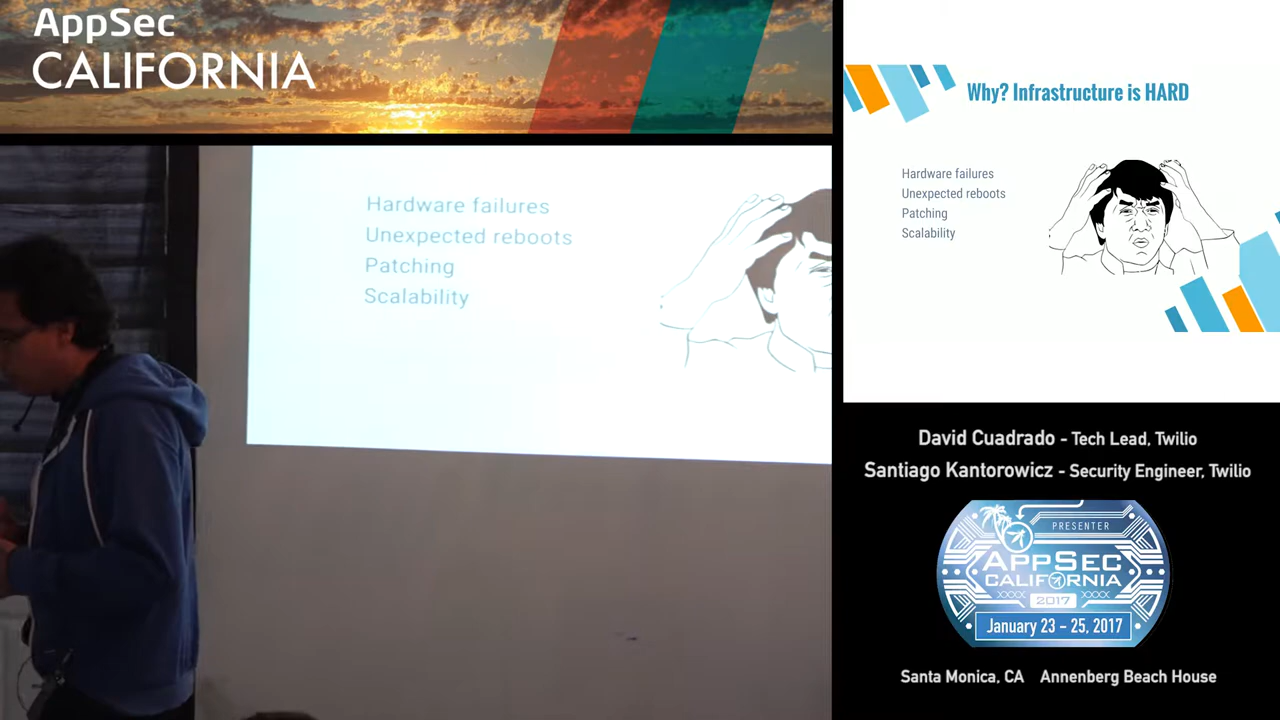 AppSec
CALIFORNIA
Hardware failures
Unexpected reboots
Patching
Scalability
Why? Infrastructure is HARD
Hardware failures
Unexpected reboots
Patching
Scalability
David Cuadrado - Tech Lead, Twilio
Santiago Kantorowicz - Security Engineer, Twilio
PRESENTER
APPSEC
CALIFORNIA
XXXX 2017 XXXX
January 23 – 25, 2017
Santa Monica, CA Annenberg Beach House